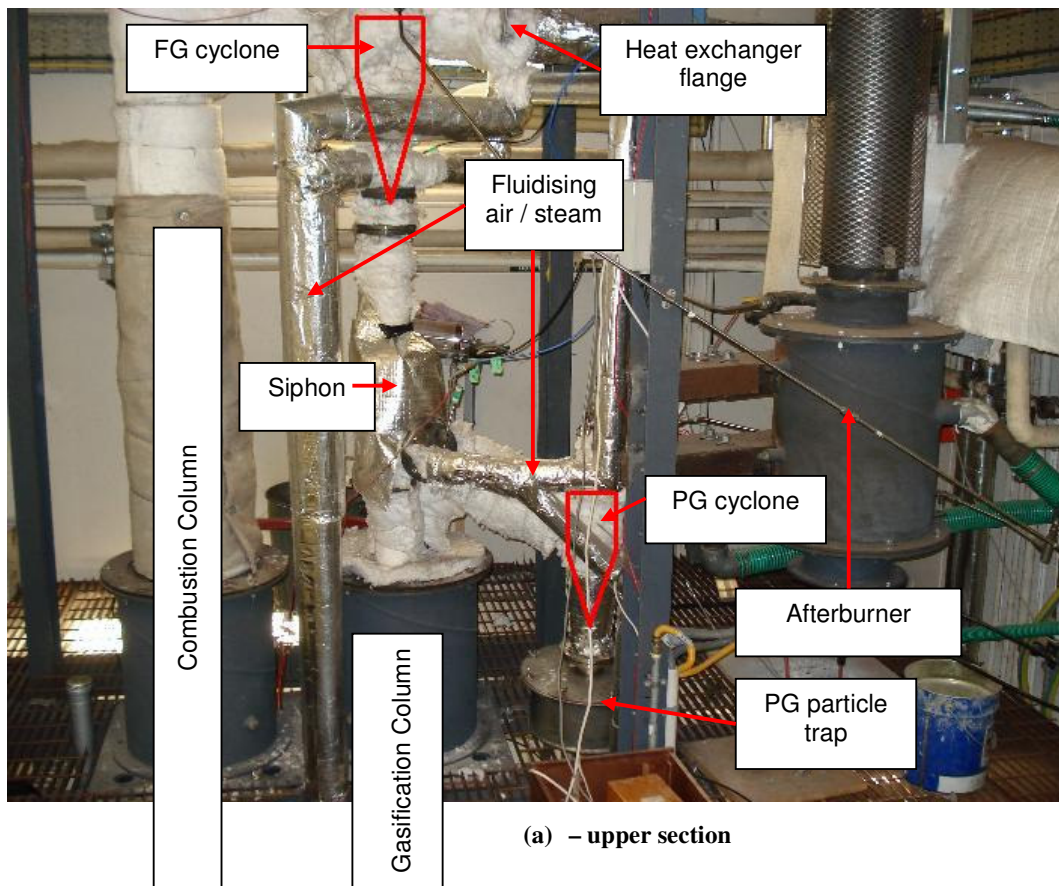 FG cyclone
Heat exchanger
flange
Fluidising
air / steam
Siphon
PG cyclone
Combustion Column
Afterburner
Gasification Column
PG particle
trap
(a) – upper section